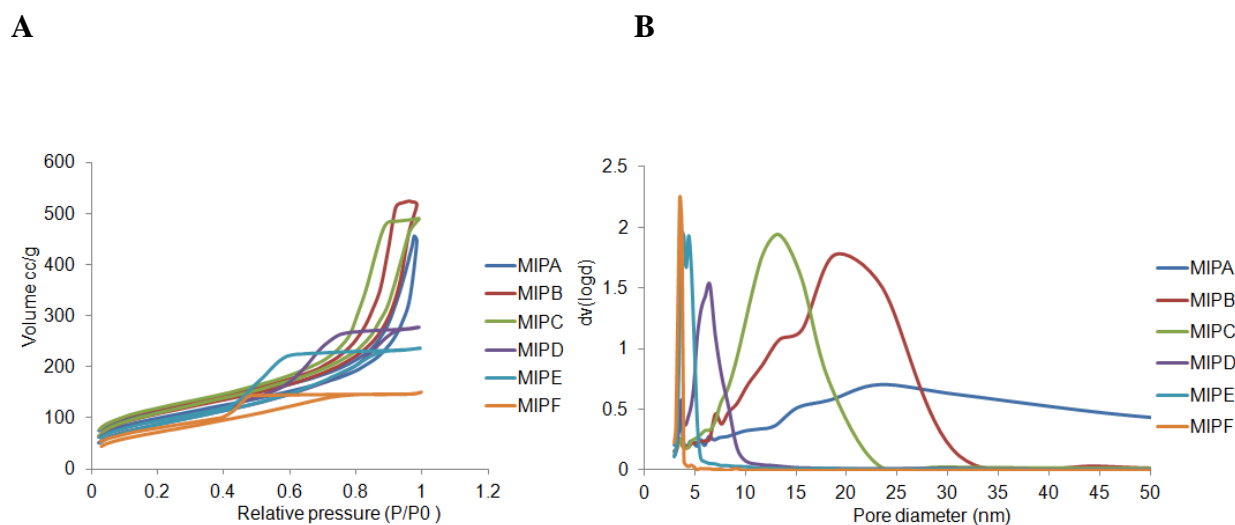 A
B
600
500
400
300
200
100
0
Volume cc/g
0 0.2 0.4 0.6 0.8 1 1.2
Relative pressure (P/P0 )
MIPA
MIPB
MIPC
MIPD
MIPE
MIPF
2.5
2
1.5
1
0.5
0
dv(logd)
0 5 10 15 20 25 30 35 40 45 50
Pore diameter (nm)
MIPA
MIPB
MIPC
MIPD
MIPE
MIPF